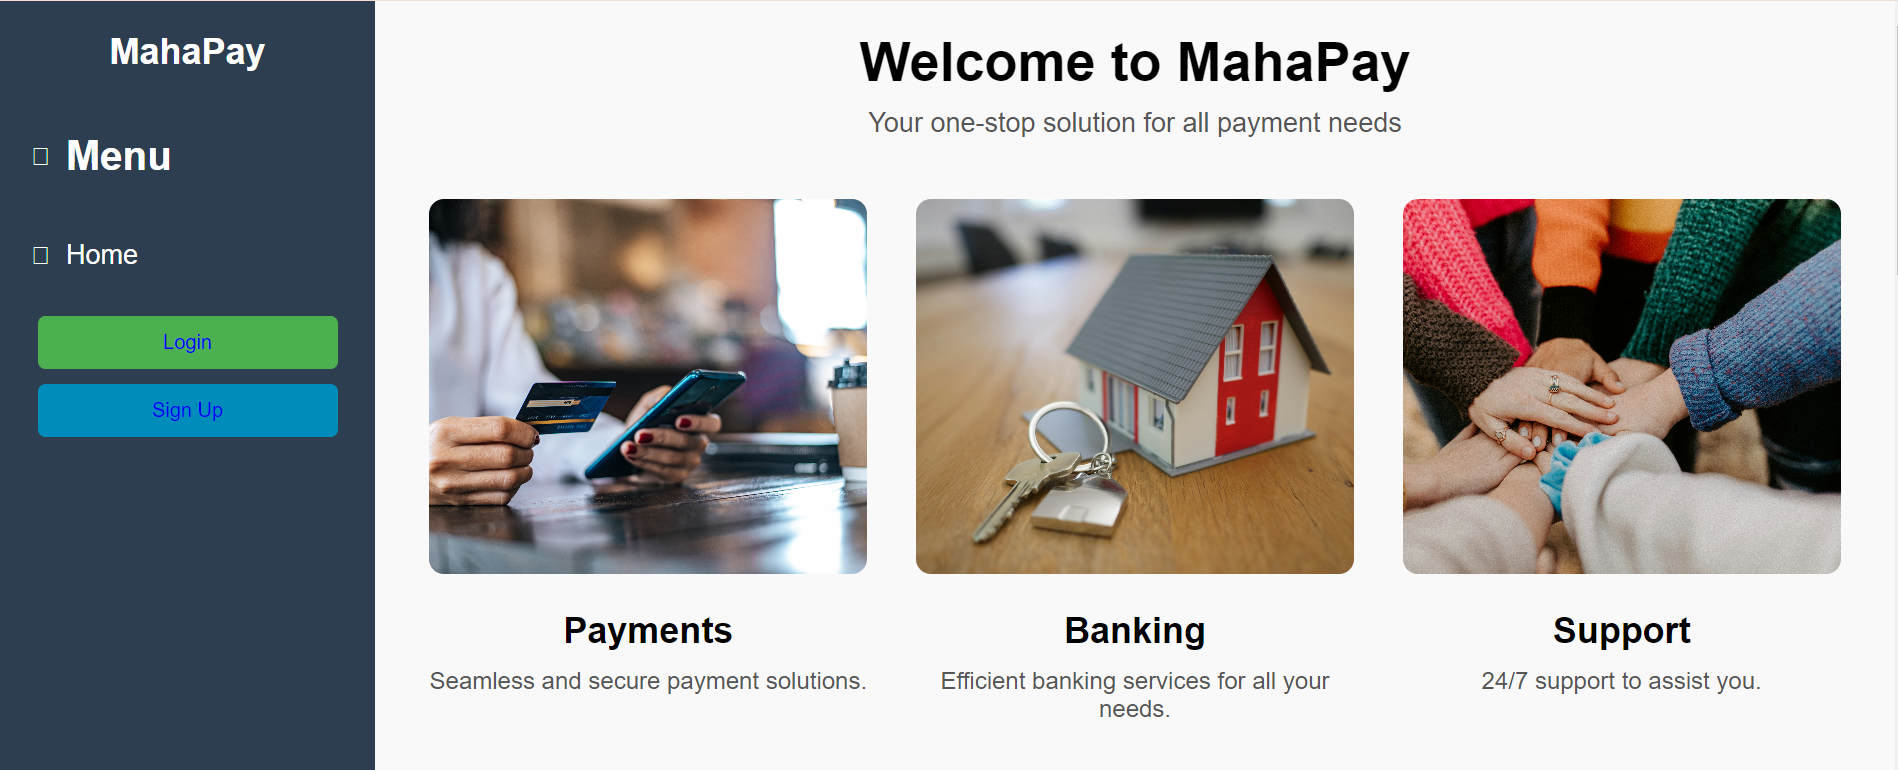 MahaPay
Menu
Home
Login
Sign Up
Welcome to MahaPay
Your one-stop solution for all payment needs
Payments
Seamless and secure payment solutions.
Banking
Efficient banking services for all your
needs.
Support
24/7 support to assist you.